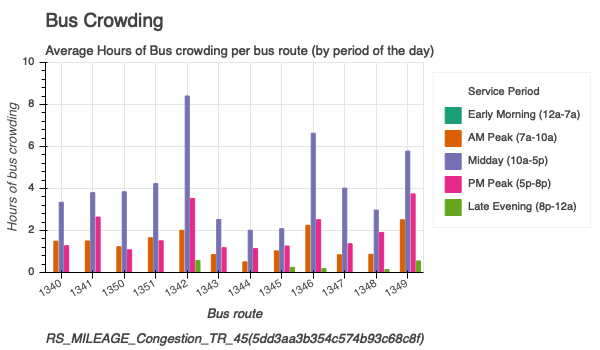 Bus Crowding
Average Hours of Bus crowding per bus route (by period of the day)
10
8
6
4
2
0
Hours of bus crowding
1340 1341 1350 1351 1342 1343 1344 1345 1346 1347 1348 1349
Bus route
Service Period
Early Morning (12a-7a)
AM Peak (7a-10a)
Midday (10a-5p)
PM Peak (5p-8p)
Late Evening (8p-12a)
RS_MILEAGE_Congestion_TR_45(5dd3aa3b354c574b93c68c8f)